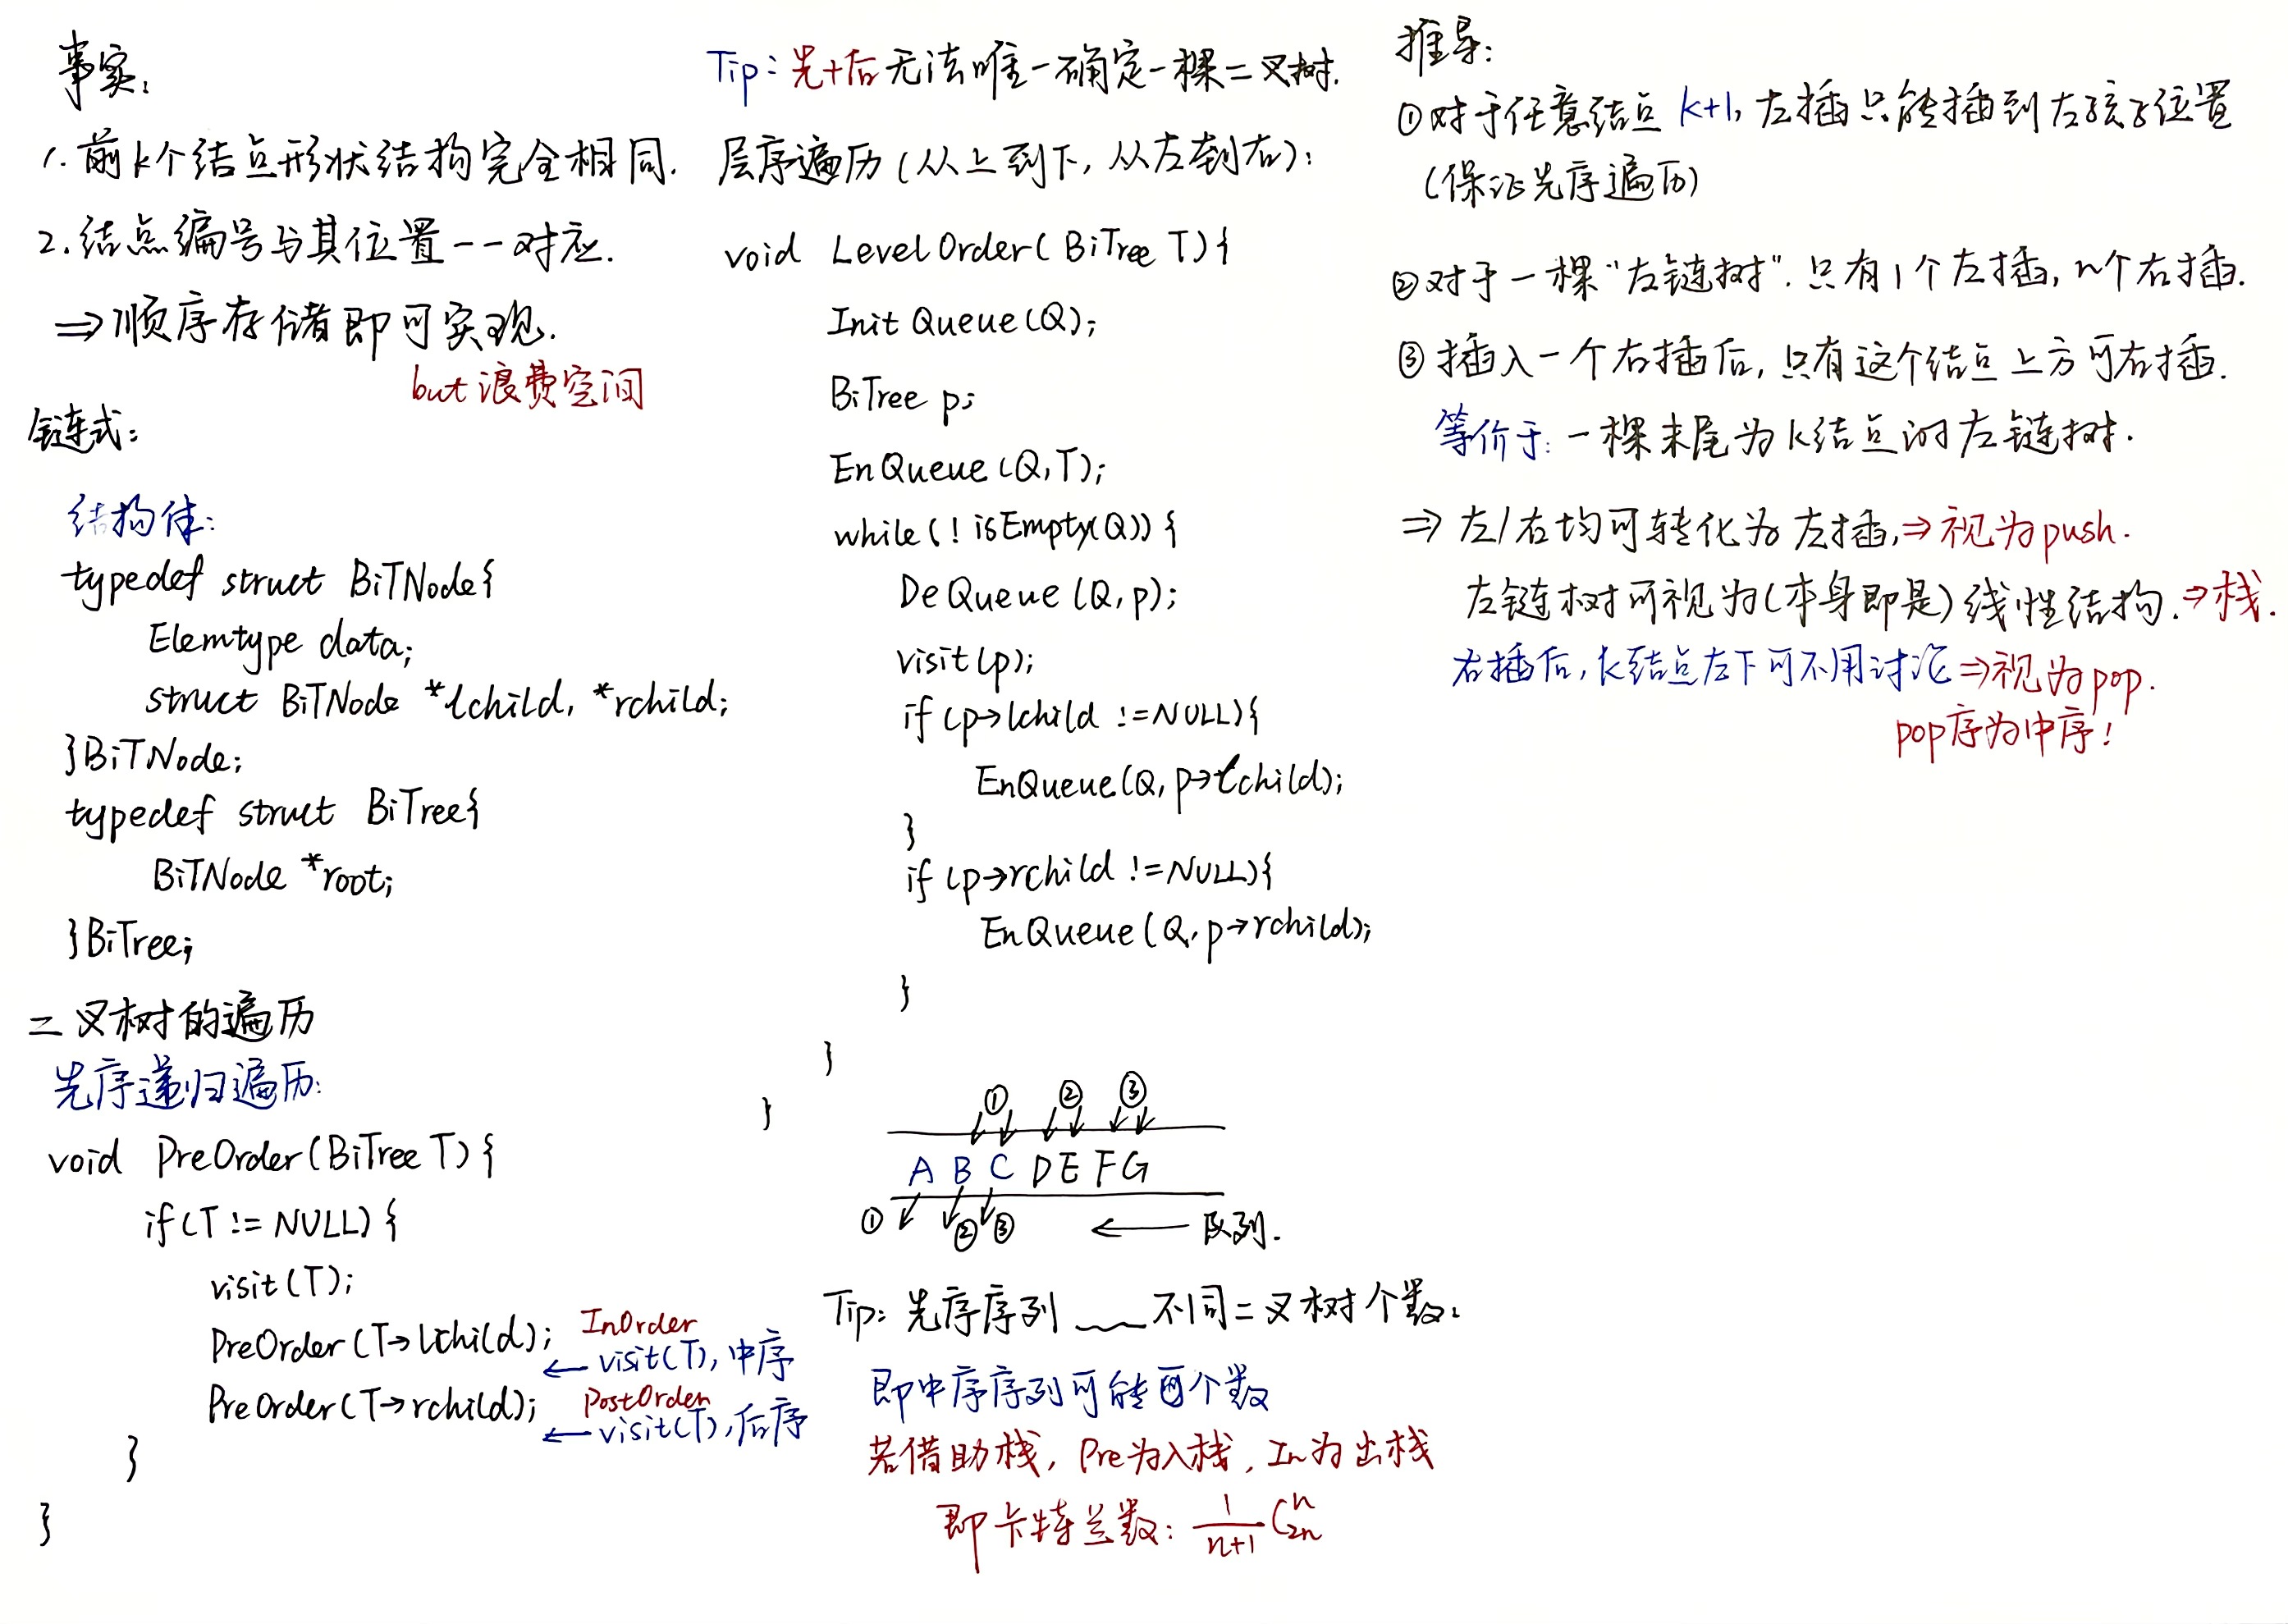 事实:
1. 前k个结点形状结构完全相同.
2. 结点编号与其位置一一对应.
⇒顺序存储即可实现.
but 浪费空间
链式:
结构体:
typedef struct BiTNode{
Elemtype data;
struct BiTNode *lchild, *rchild;
}BiTNode;
typedef struct BiTree{
BiTNode *root;
}BiTree;
二叉树的遍历
先序递归遍历:
void PreOrder(BiTree T){
if(T != NULL){
visit(T);
PreOrder(T→lchild);
InOrder
← visit(T), 中序
PreOrder(T→rchild);
PostOrder
← visit(T), 后序
}
}
Tip: 先+后 无法唯一确定一棵二叉树.
层序遍历 (从上到下, 从左到右):
void LevelOrder( BiTree T){
InitQueue(Q);
BiTree p;
EnQueue(Q,T);
while( ! isEmpty(Q)) {
DeQueue (Q, p);
visit(p);
if (p→lchild !=NULL){
EnQueue(Q, p→lchild);
}
if (p→rchild !=NULL){
EnQueue(Q, p→rchild);
}
}
}
① ② ③
A B C D E F G
① ② ③ ← 队列.
Tip: 先序序列 不同二叉树个数.
即中序序列可能的个数
若借助栈, Pre为入栈, In为出栈
即卡特兰数: 1/(n+1) C_{2n}^{n}
推导:
①对于任意结点 k+1, 左插只能插到左孩子位置
(保证先序遍历)
②对于一棵"左链树". 只有1个左插, n个右插.
③插入一个右插后, 只有这个结点上方可右插.
等价于: 一棵末尾为k结点的左链树.
⇒ 左/右均可转化为左插,⇒视为push.
左链树可视为(本身即是)线性结构.⇒栈.
右插后, k结点左下可不用讨论⇒视为pop.
pop序为中序!